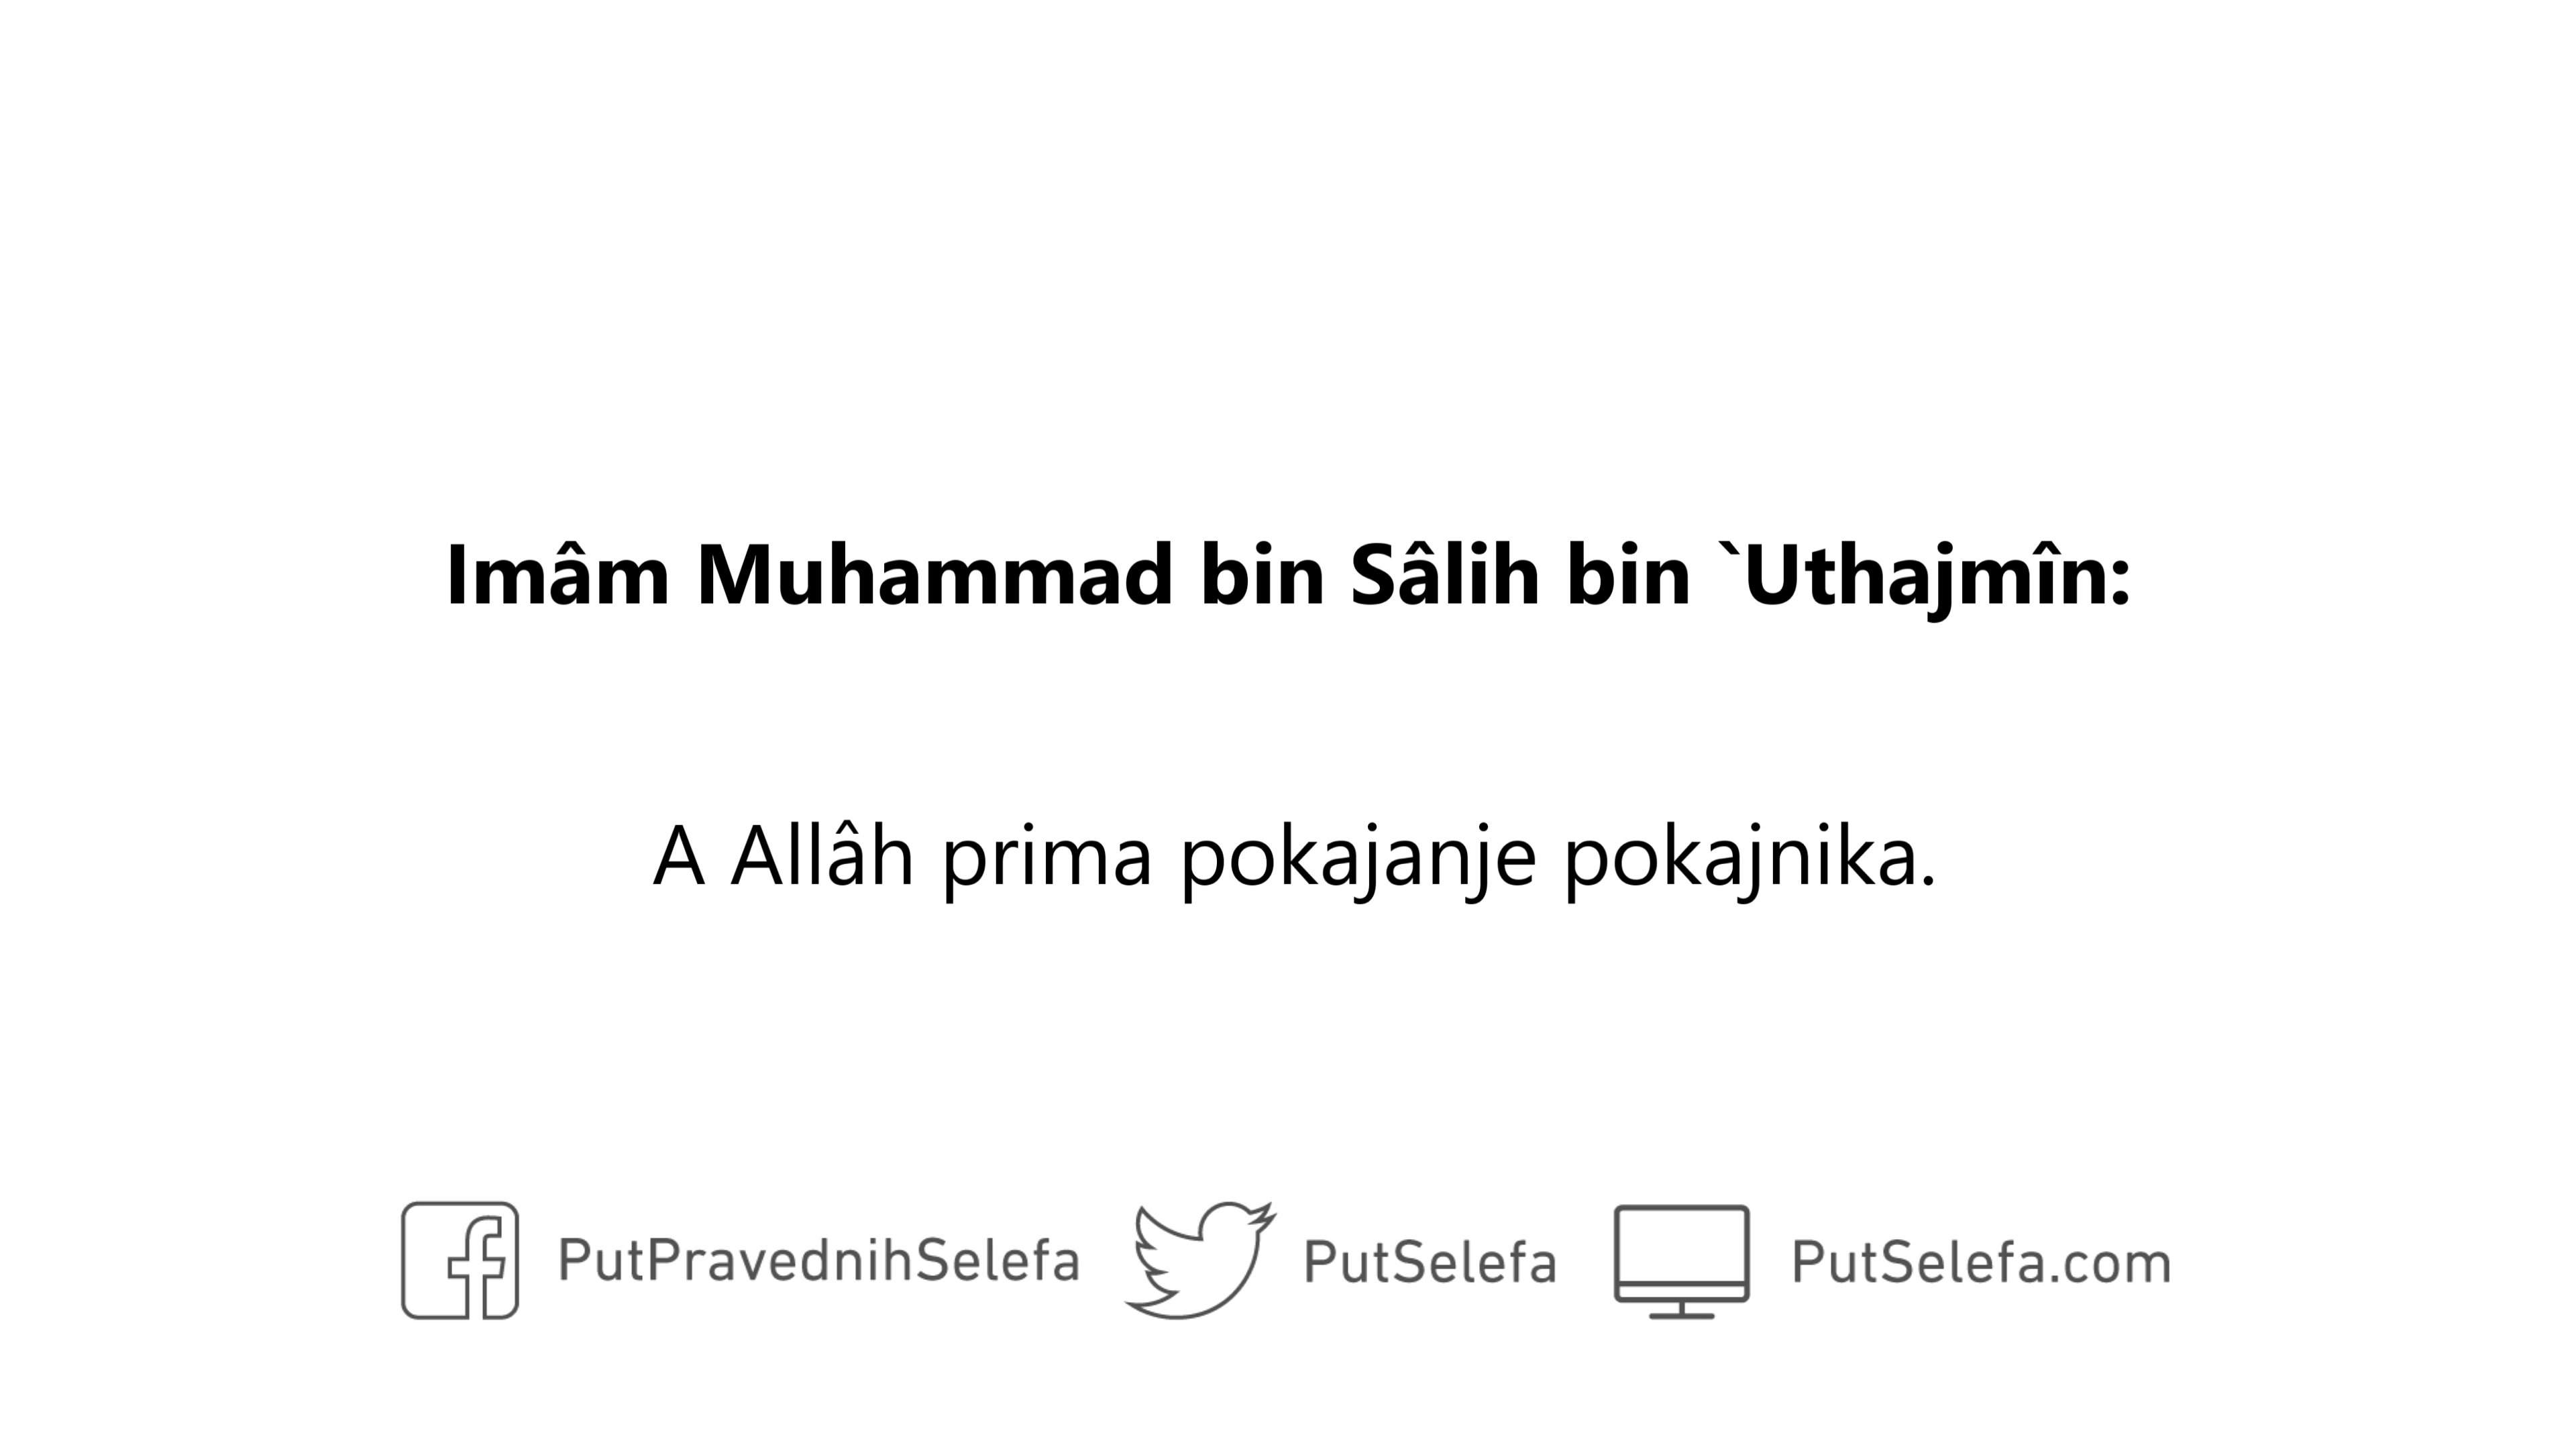 Imâm Muhammad bin Sâlih bin `Uthajmîn:
A Allâh prima pokajanje pokajnika.
PutPravednihSelefa PutSelefa PutSelefa.com